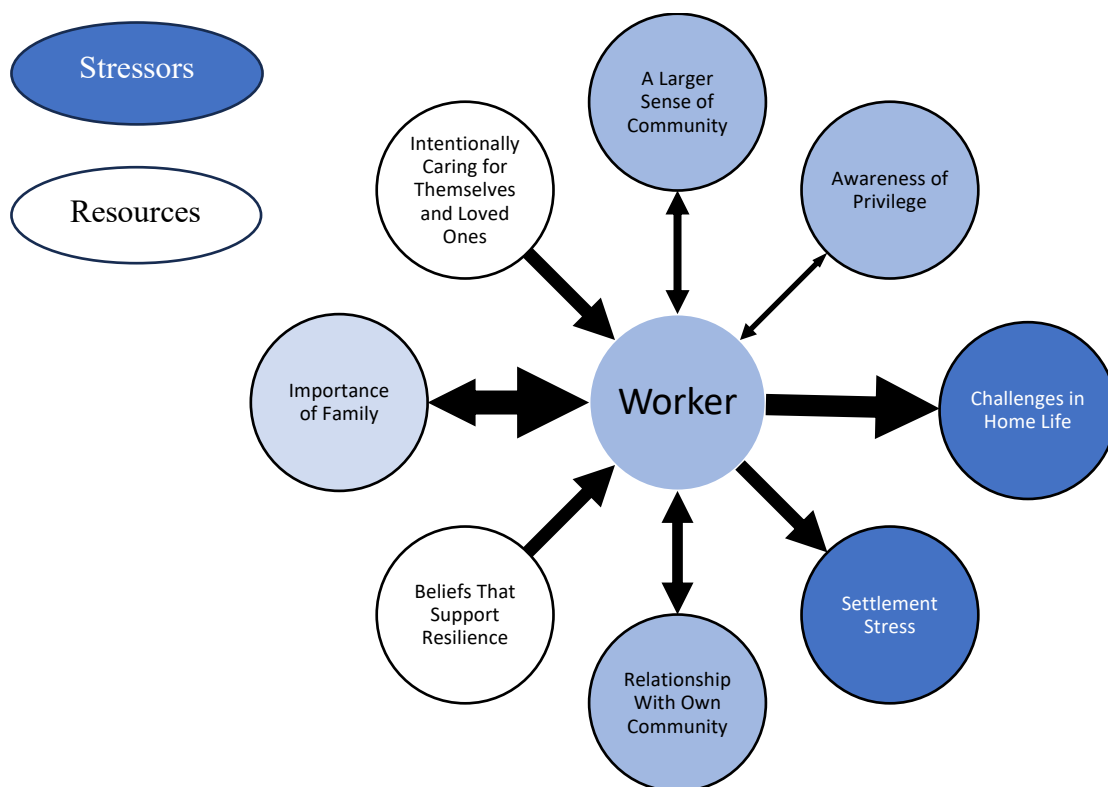 Stressors
Resources
A Larger
Sense of
Community
Intentionally
Caring for
Themselves
and Loved
Ones
Awareness of
Privilege
Importance
of Family
Worker
Challenges in
Home Life
Beliefs That
Support
Resilience
Settlement
Stress
Relationship
With Own
Community